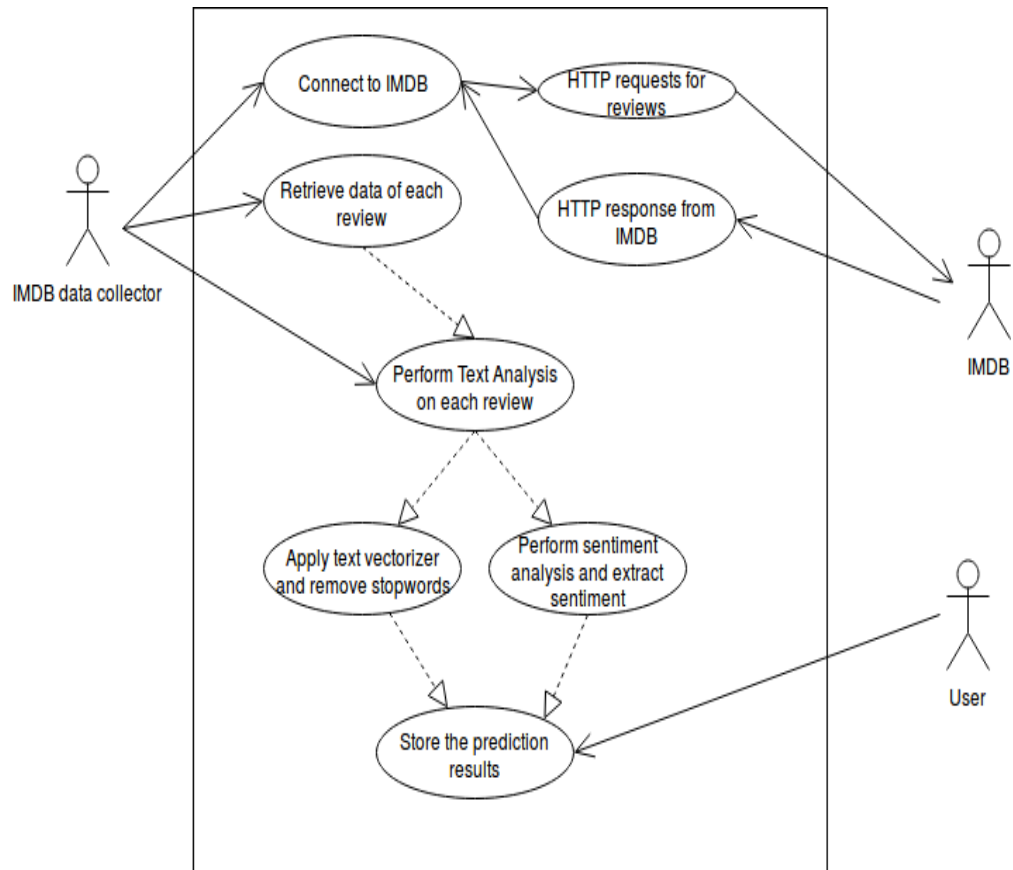 Connect to IMDB
HTTP requests for
reviews
Retrieve data of each
review
HTTP response from
IMDB
IMDB data collector
IMDB
Perform Text Analysis
on each review
Apply text vectorizer
and remove stopwords
Perform sentiment
analysis and extract
sentiment
User
Store the prediction
results